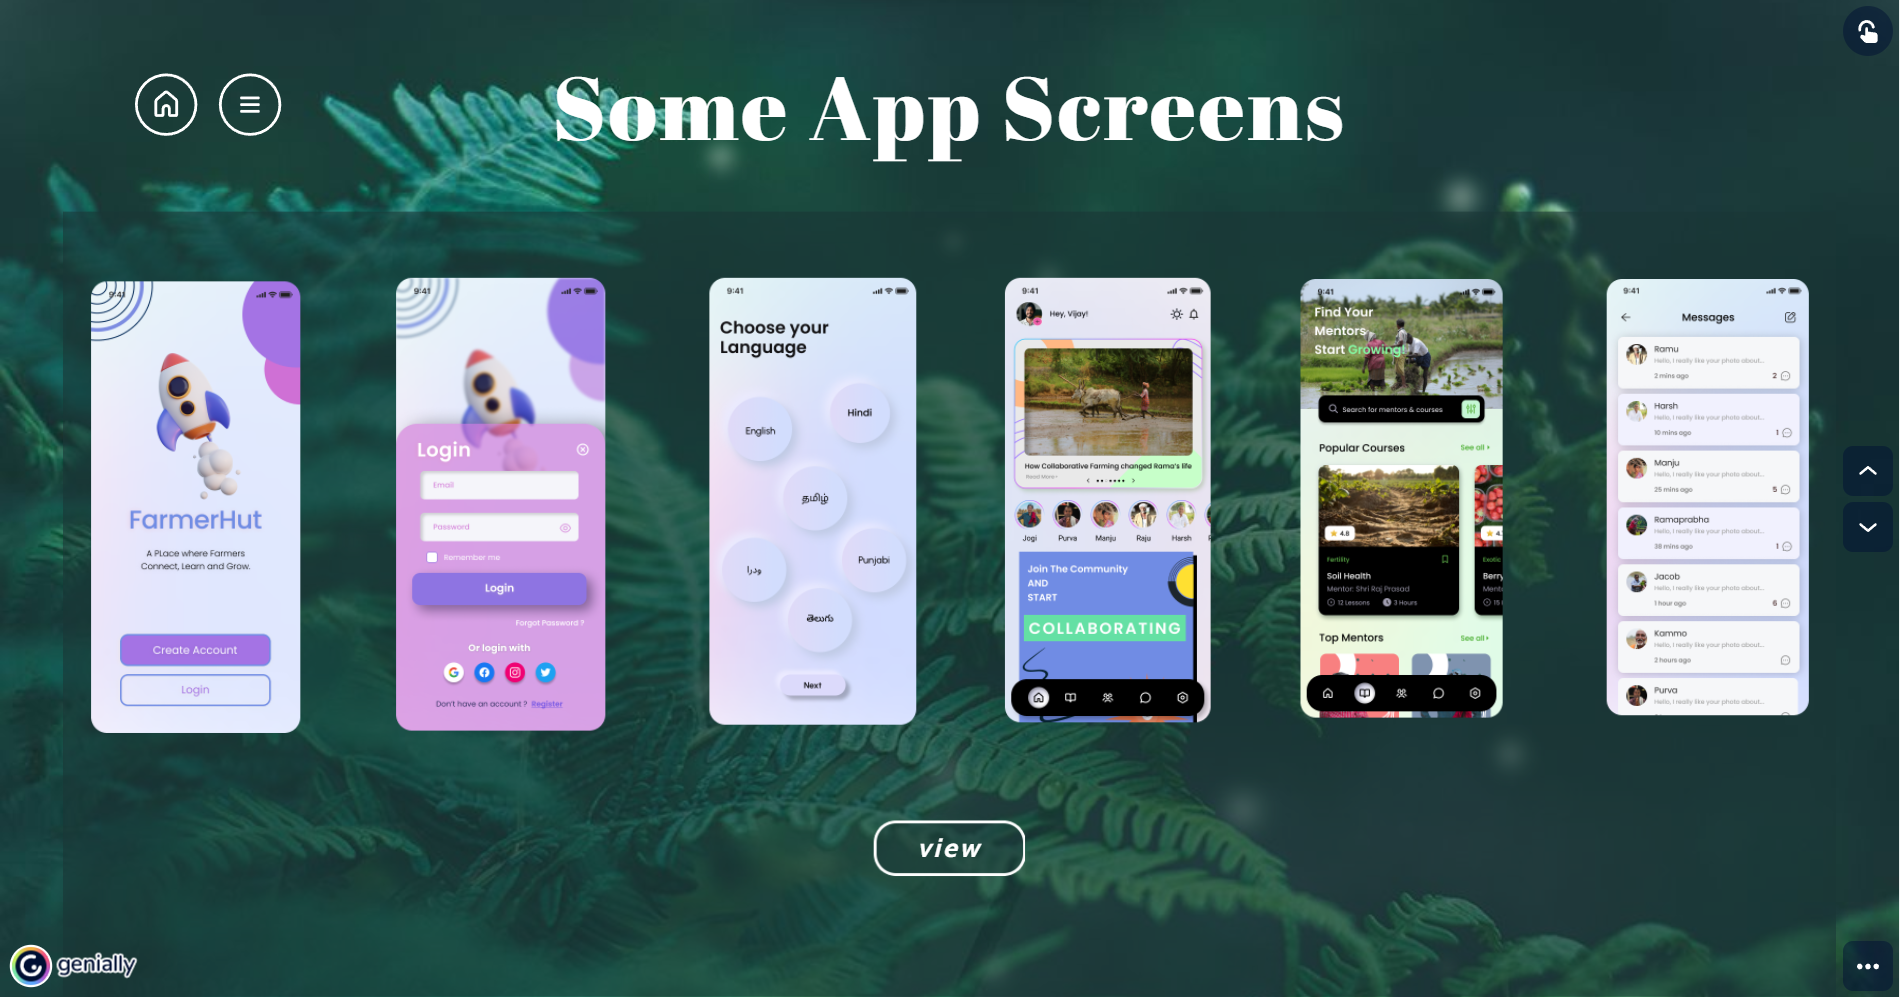 Some App Screens
9:41
FarmerHut
A PLace where Farmers
Connect, Learn and Grow.
Create Account
Login
9:41
Login
Email
Password
Remember me
Login
Forgot Password ?
Or login with
Don't have an account ? Register
9:41
Choose your
Language
Hindi
English
தமிழ்
Punjabi
ودرا
తెలుగు
Next
9:41
Hey, Vijay!
How Collaborative Farming changed Rama's life
Read More
Jogi Purva Manju Raju Harsh
Join The Community
AND
START
COLLABORATING
9:41
Find Your
Mentors
Start Growing!
Search for mentors & courses
Popular Courses See all
4.8 4.
Fertility Exotic
Soil Health Berry
Mentor: Shri Raj Prasad Mento
12 Lessons 3 Hours 15
Top Mentors See all
9:41
Messages
Ramu
Hello, I really like your photo about...
2 mins ago 2
Harsh
Hello, I really like your photo about...
10 mins ago 1
Manju
Hello, I really like your photo about...
25 mins ago 5
Ramaprabha
Hello, I really like your photo about...
38 mins ago 1
Jacob
Hello, I really like your photo about...
1 hour ago 6
Kammo
Hello, I really like your photo about...
2 hours ago
Purva
Hello, I really like your photo about...
view
genially